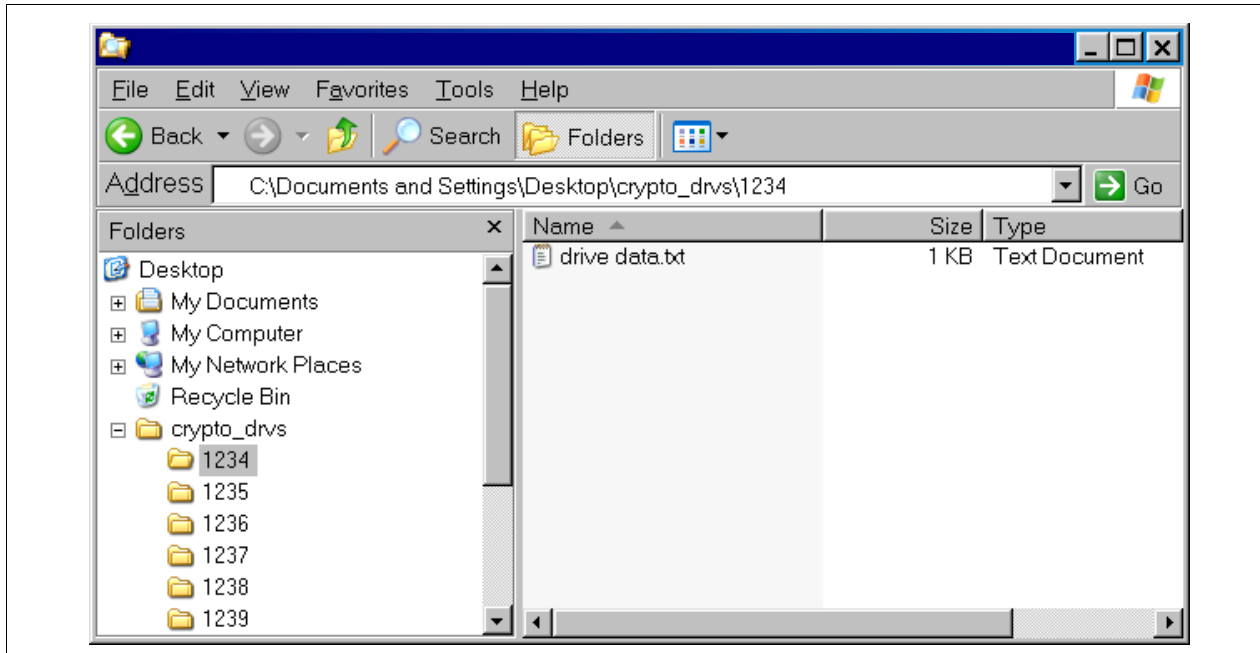 File Edit View Favorites Tools Help
Back Search Folders
Address C:\Documents and Settings\Desktop\crypto_drvs\1234 Go
Folders x Name Size Type
drive data.txt 1 KB Text Document
Desktop
My Documents
My Computer
My Network Places
Recycle Bin
crypto_drvs
1234
1235
1236
1237
1238
1239